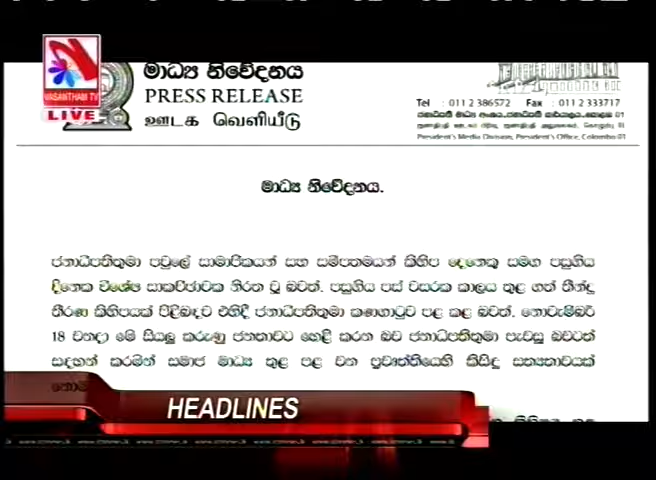 VASANTHAM TV
LIVE
මාධ්‍ය නිවේදනය
PRESS RELEASE
ஊடக வெளியீடு
Tel : 011 2 386572 Fax : 011 2 333717
President's Media Division, President's Office, Colombo 01
මාධ්‍ය නිවේදනය.
ජනාධිපතිතුමා පවුලේ සාමාජිකයන් සහ සමීපතමයන් කිහිප දෙනෙකු සමඟ පසුගිය
දිනෙක විශේෂ සාකච්ඡාවක නිරත වූ බවත්, පසුගිය පස් වසරක කාලය තුළ ගත් තීන්දු
තීරණ කිහිපයක් පිළිබඳව එහිදී ජනාධිපතිතුමා කණගාටුව පළ කළ බවත්, නොවැම්බර්
18 වනදා මේ සියලු කරුණු ජනතාවට හෙළි කරන බව ජනාධිපතිතුමා පැවසූ බවටත්
සඳහන් කරමින් සමාජ මාධ්‍ය තුළ පළ වන ප්‍රවෘත්තියෙහි කිසිදු සත්‍යතාවයක්
HEADLINES